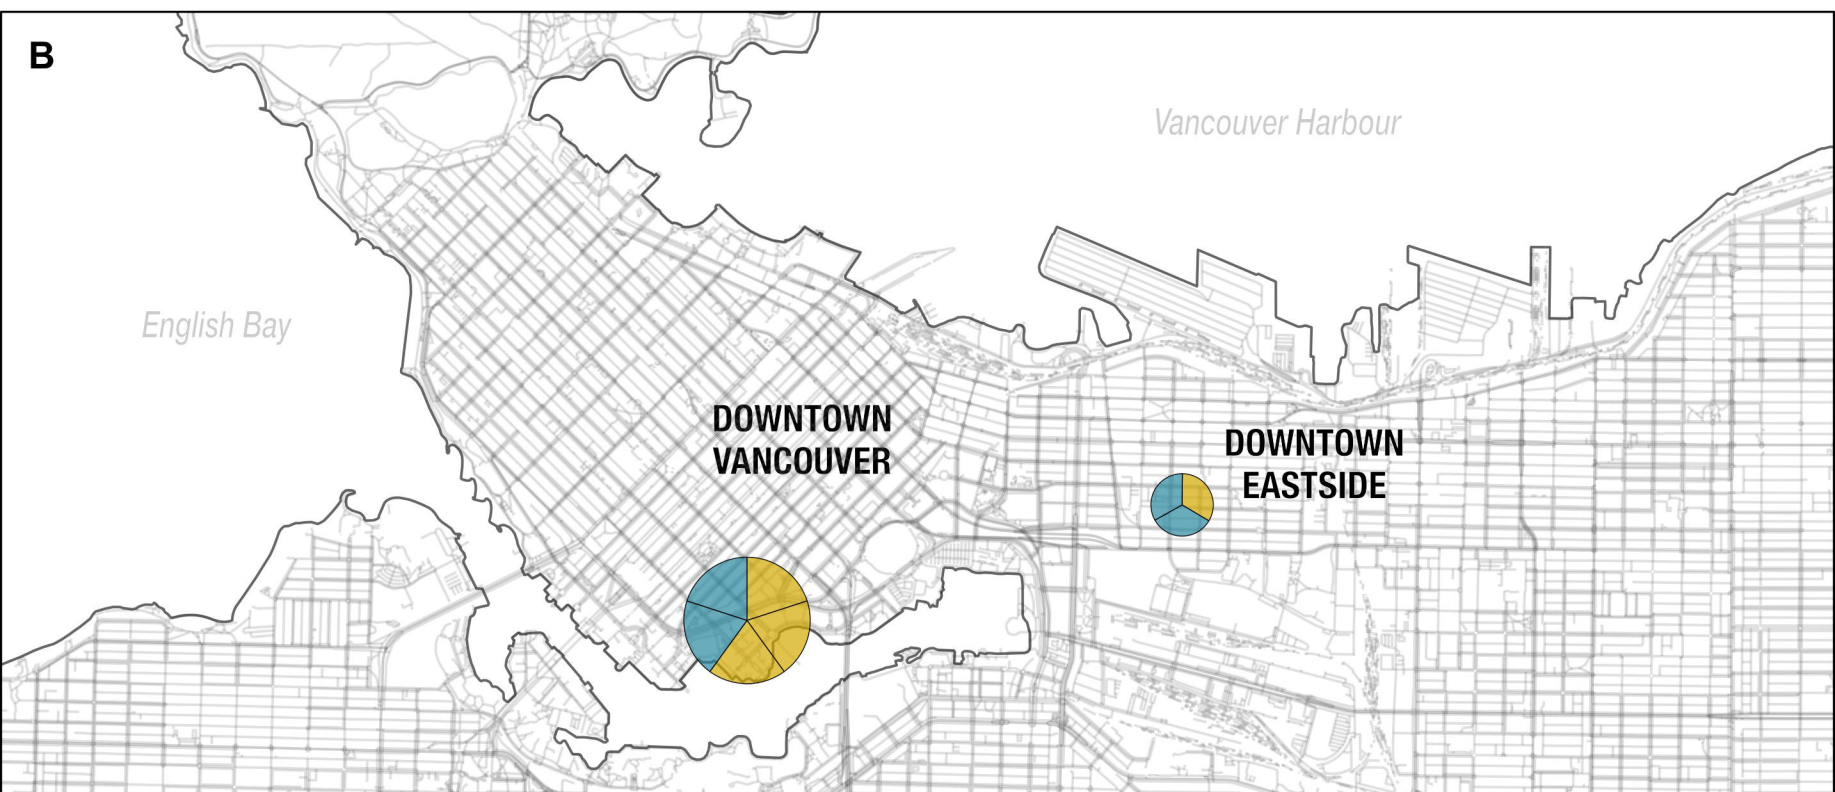 B
Vancouver Harbour
English Bay
DOWNTOWN
VANCOUVER
DOWNTOWN
EASTSIDE